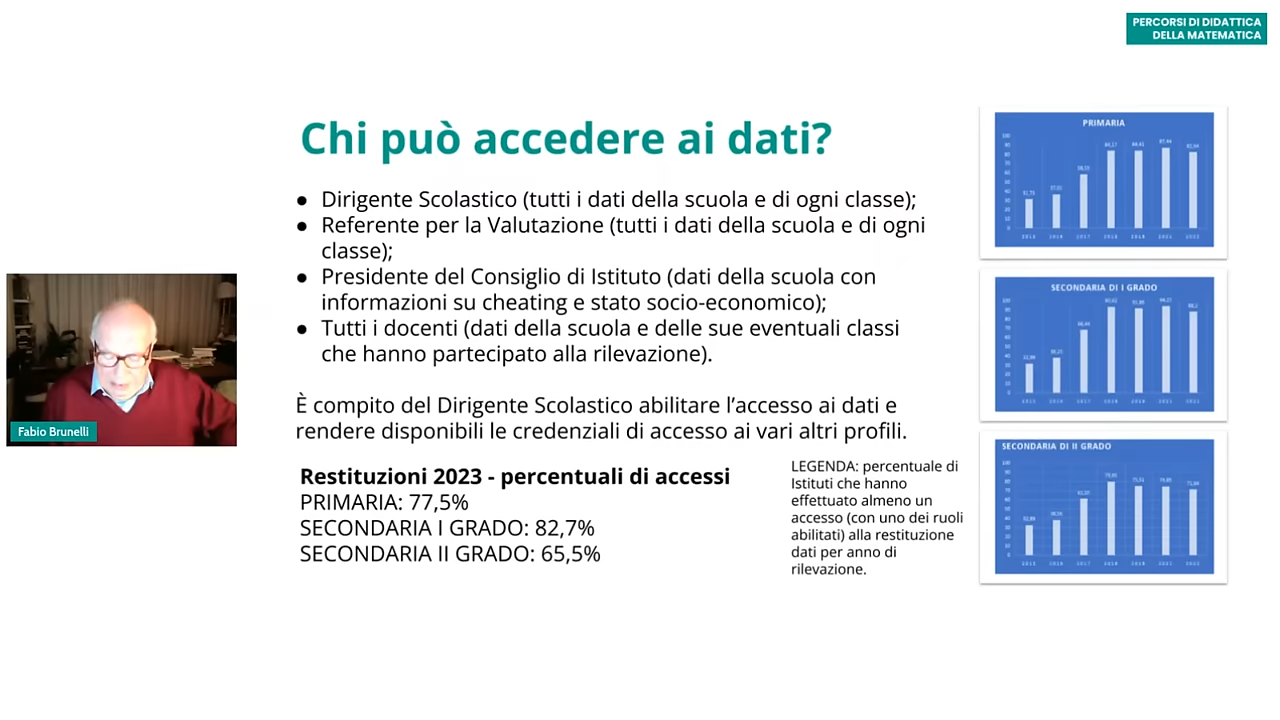 PERCORSI DI DIDATTICA
DELLA MATEMATICA
Chi può accedere ai dati?
● Dirigente Scolastico (tutti i dati della scuola e di ogni classe);
● Referente per la Valutazione (tutti i dati della scuola e di ogni
classe);
● Presidente del Consiglio di Istituto (dati della scuola con
informazioni su cheating e stato socio-economico);
● Tutti i docenti (dati della scuola e delle sue eventuali classi
che hanno partecipato alla rilevazione).
È compito del Dirigente Scolastico abilitare l'accesso ai dati e
rendere disponibili le credenziali di accesso ai vari altri profili.
Restituzioni 2023 - percentuali di accessi
PRIMARIA: 77,5%
SECONDARIA I GRADO: 82,7%
SECONDARIA II GRADO: 65,5%
LEGENDA: percentuale di
Istituti che hanno
effettuato almeno un
accesso (con uno dei ruoli
abilitati) alla restituzione
dati per anno di
rilevazione.
Fabio Brunelli
PRIMARIA
SECONDARIA DI I GRADO
SECONDARIA DI II GRADO